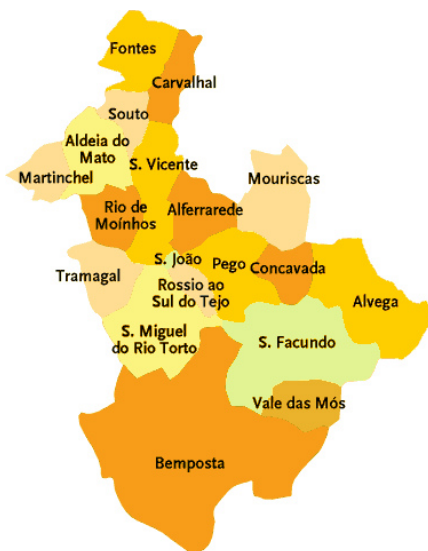 Fontes
Carvalhal
Souto
Aldeia do
Mato
S. Vicente
Martinchel
Mouriscas
Rio de
Moínhos
Alferrarede
S. João
Pego
Concavada
Tramagal
Rossio ao
Sul do Tejo
Alvega
S. Miguel
do Rio Torto
S. Facundo
Vale das Mós
Bemposta